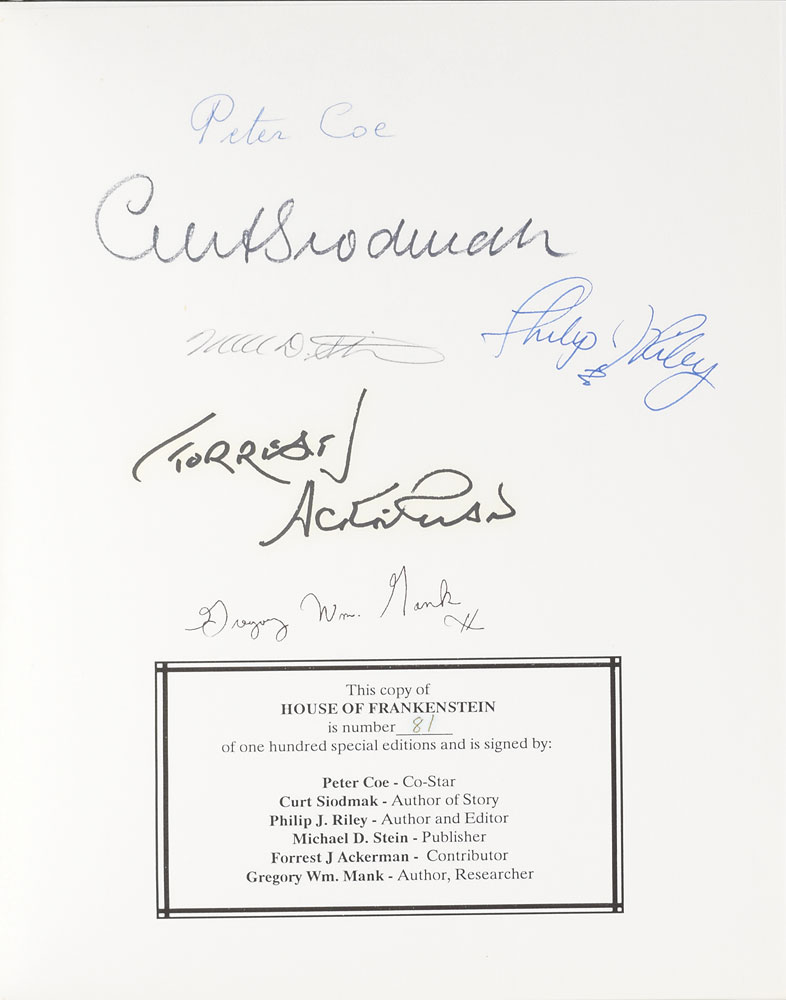 Peter Coe
Curt Siodmak
Philip J Riley
Forrest J
Ackerman
Gregory Wm. Mank
This copy of
HOUSE OF FRANKENSTEIN
is number 81
of one hundred special editions and is signed by:
Peter Coe - Co-Star
Curt Siodmak - Author of Story
Philip J. Riley - Author and Editor
Michael D. Stein - Publisher
Forrest J Ackerman - Contributor
Gregory Wm. Mank - Author, Researcher